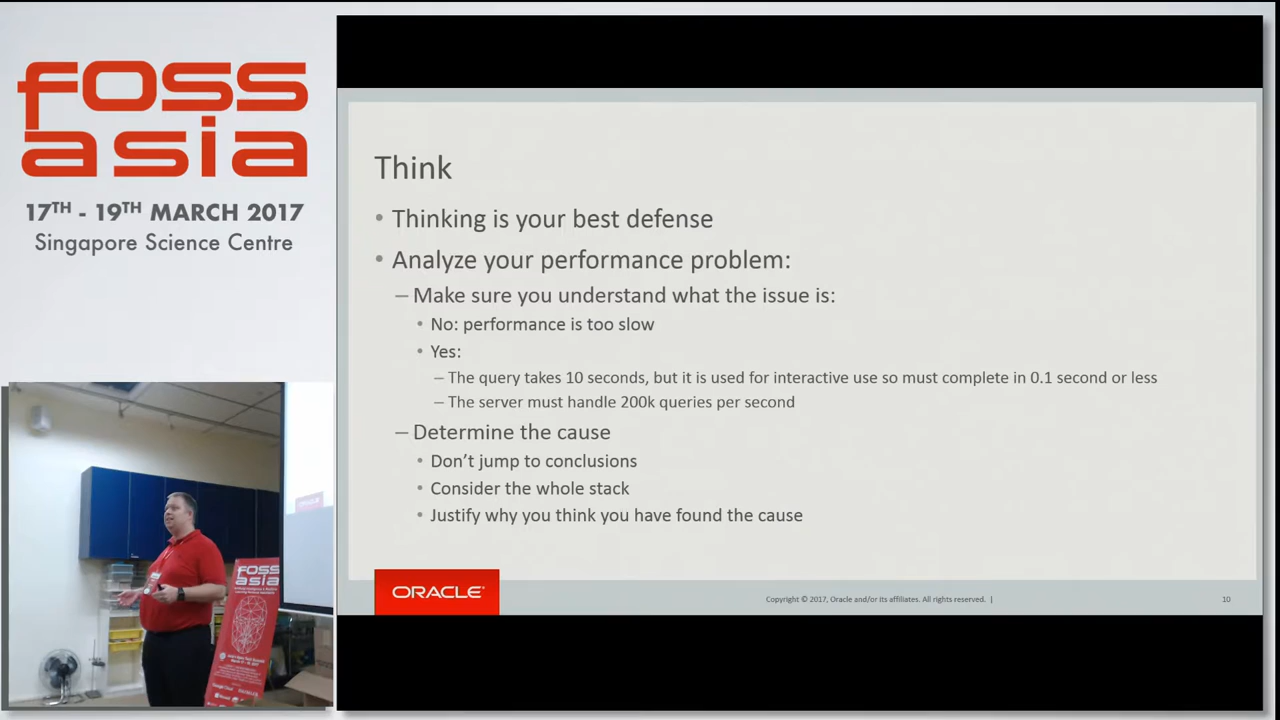 FOSS
asia
17TH - 19TH MARCH 2017
Singapore Science Centre
Think
• Thinking is your best defense
• Analyze your performance problem:
– Make sure you understand what the issue is:
• No: performance is too slow
• Yes:
– The query takes 10 seconds, but it is used for interactive use so must complete in 0.1 second or less
– The server must handle 200k queries per second
– Determine the cause
• Don't jump to conclusions
• Consider the whole stack
• Justify why you think you have found the cause
ORACLE
Copyright © 2017, Oracle and/or its affiliates. All rights reserved. |
10
ORACLE
FOSS
asia